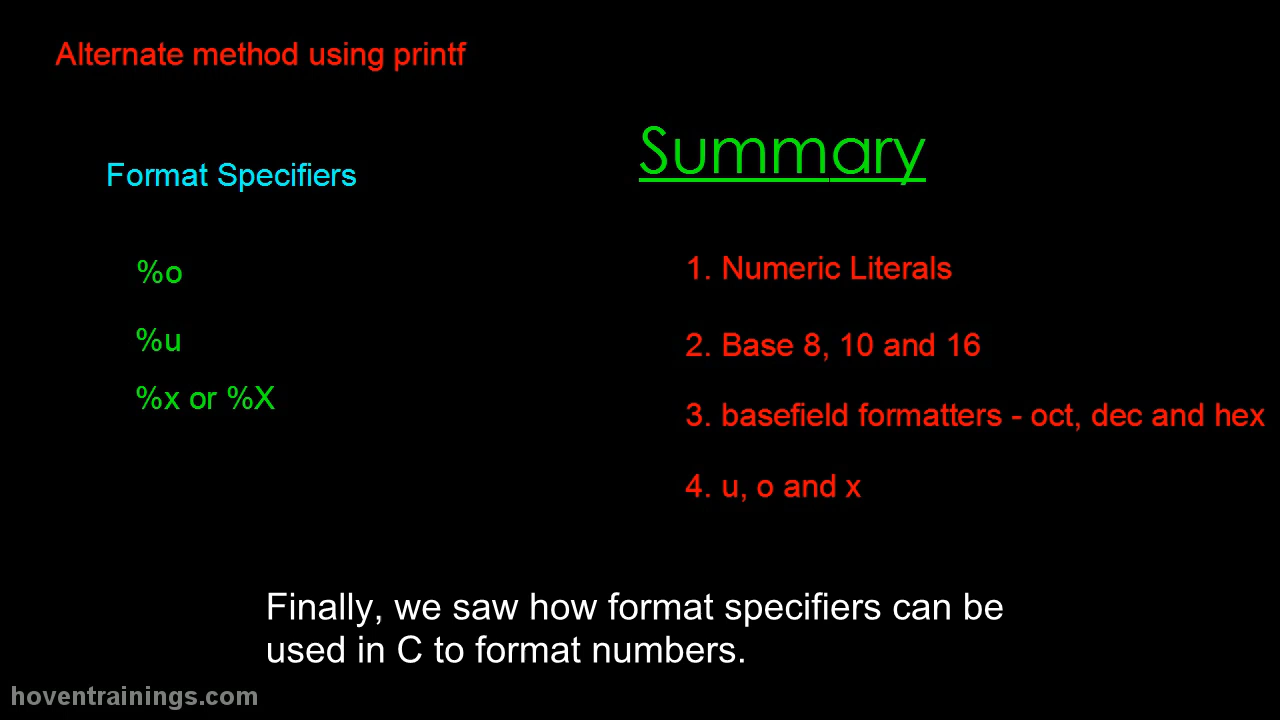 Alternate method using printf
Format Specifiers
%o
%u
%x or %X
Summary
1. Numeric Literals
2. Base 8, 10 and 16
3. basefield formatters - oct, dec and hex
4. u, o and x
Finally, we saw how format specifiers can be
used in C to format numbers.
hoventrainings.com